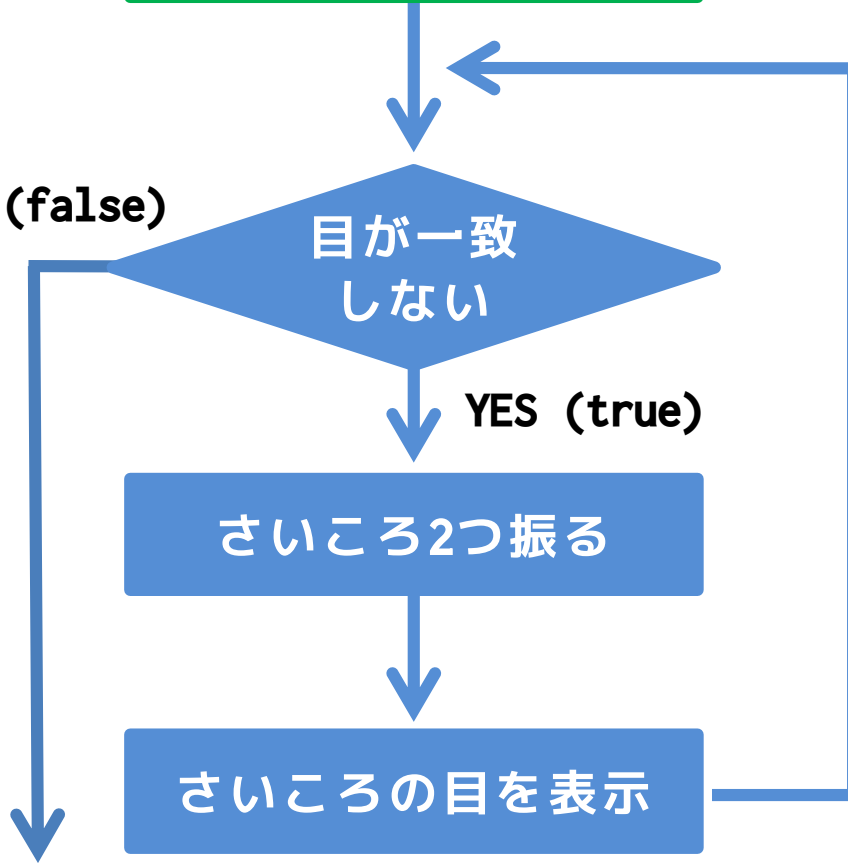 (false)
目が一致
しない
YES (true)
さいころ2つ振る
さいころの目を表示